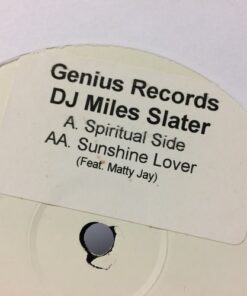 Genius Records
DJ Miles Slater
A. Spiritual Side
AA. Sunshine Lover
(Feat. Matty Jay)